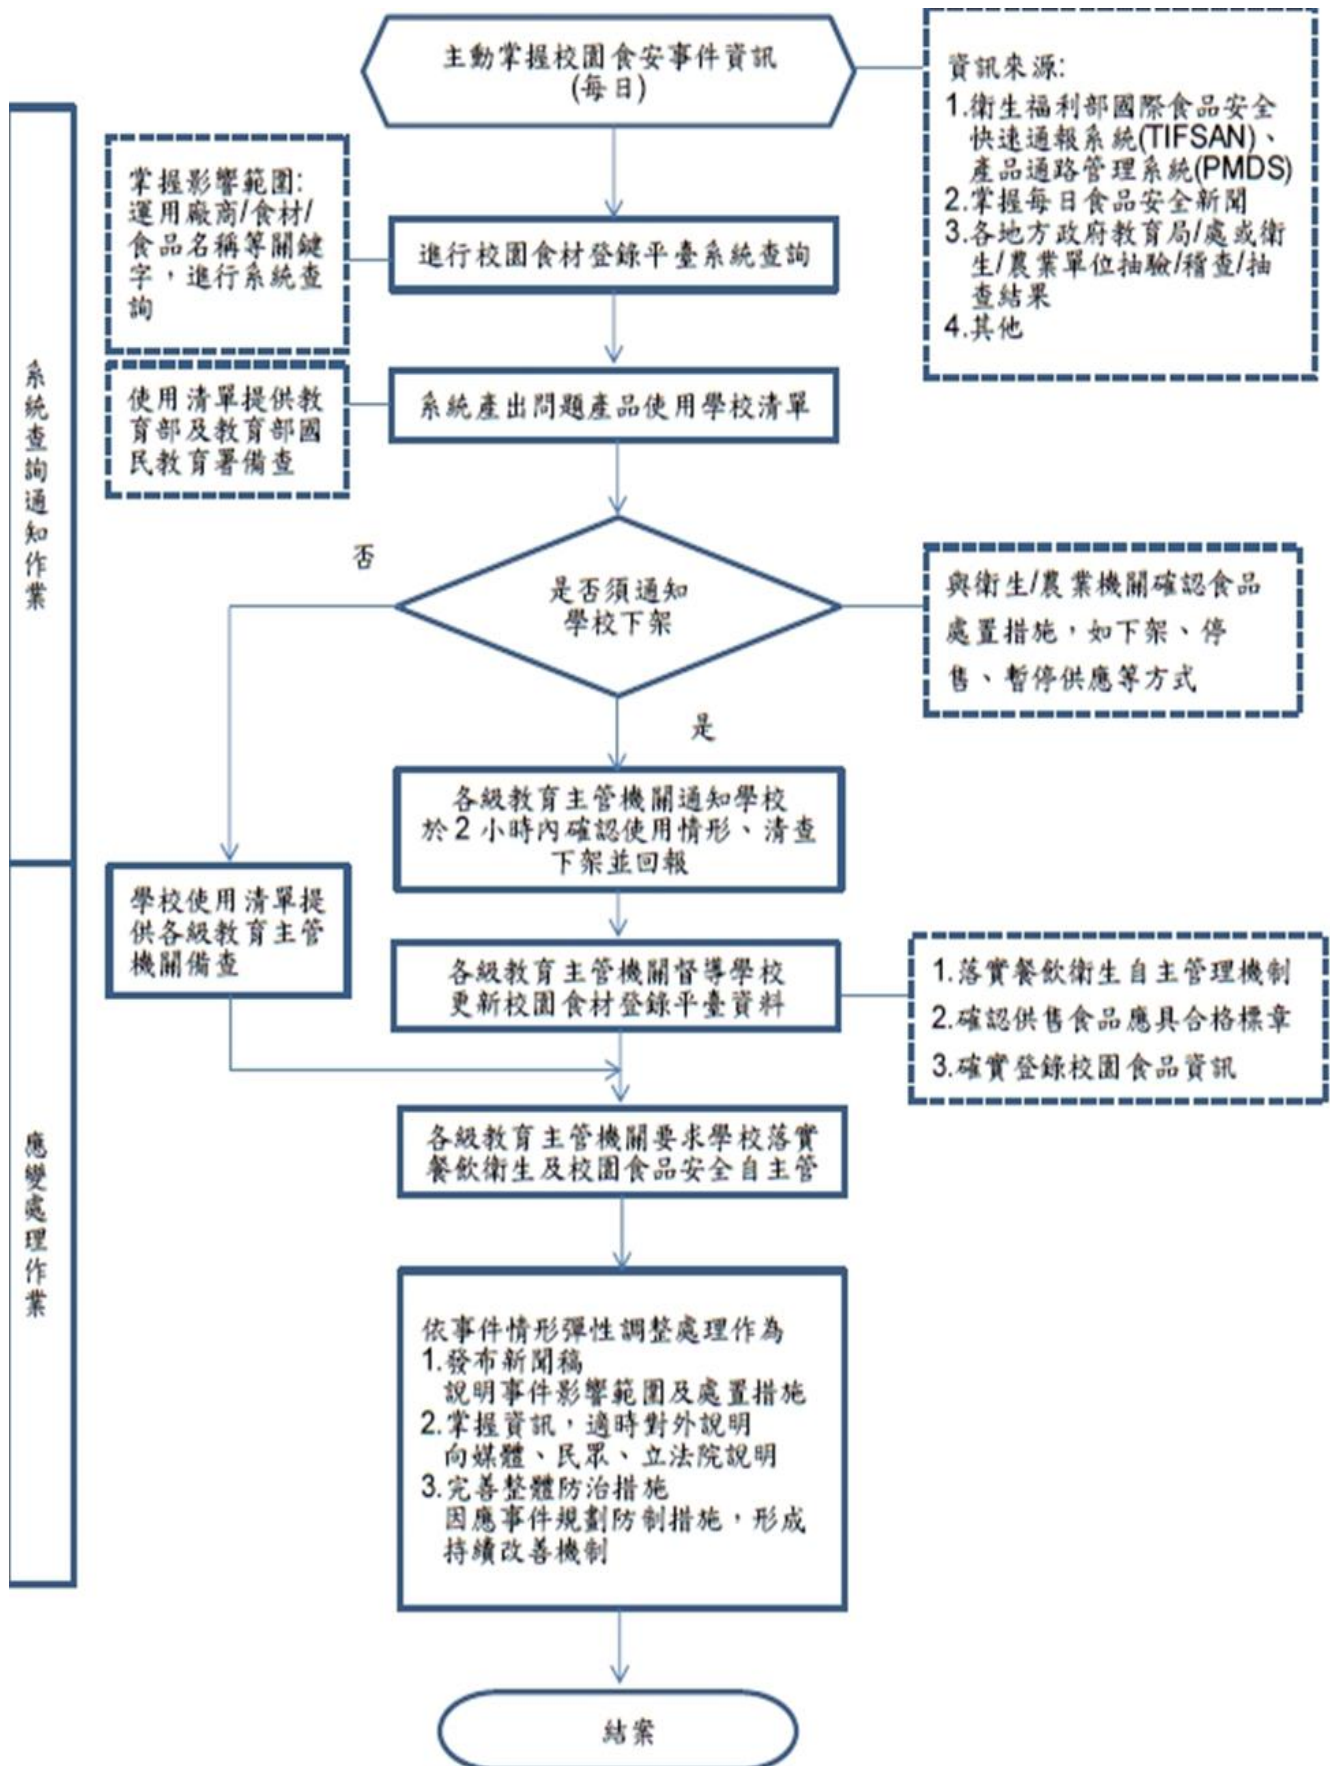 主動掌握校園食安事件資訊
(每日)
資訊來源:
1.衛生福利部國際食品安全
快速通報系統(TIFSAN)、
產品通路管理系統(PMDS)
2.掌握每日食品安全新聞
3.各地方政府教育局/處或衛
生/農業單位抽驗/稽查/抽
查結果
4.其他
掌握影響範圍:
運用廠商/食材/
食品名稱等關鍵
字，進行系統查
詢
進行校園食材登錄平臺系統查詢
使用清單提供教
育部及教育部國
民教育署備查
系統產出問題產品使用學校清單
系統查詢通知作業
否
是否須通知
學校下架
與衛生/農業機關確認食品
處置措施，如下架、停
售、暫停供應等方式
是
各級教育主管機關通知學校
於2小時內確認使用情形、清查
下架並回報
學校使用清單提
供各級教育主管
機關備查
各級教育主管機關督導學校
更新校園食材登錄平臺資料
1.落實餐飲衛生自主管理機制
2.確認供售食品應具合格標章
3.確實登錄校園食品資訊
應變處理作業
各級教育主管機關要求學校落實
餐飲衛生及校園食品安全自主管
依事件情形彈性調整處理作為
1.發布新聞稿
說明事件影響範圍及處置措施
2.掌握資訊，適時對外說明
向媒體、民眾、立法院說明
3.完善整體防治措施
因應事件規劃防制措施，形成
持續改善機制
結案